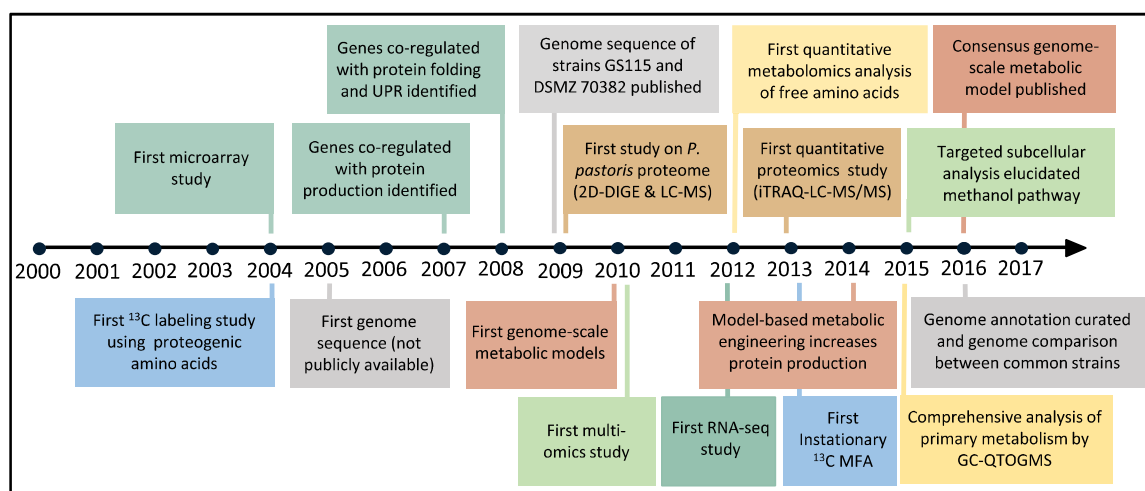 Genes co-regulated
with protein folding
and UPR identified
Genome sequence of
strains GS115 and
DSMZ 70382 published
First quantitative
metabolomics analysis
of free amino acids
Consensus genome-
scale metabolic
model published
First microarray
study
Genes co-regulated
with protein
production identified
First study on P.
pastoris proteome
(2D-DIGE & LC-MS)
First quantitative
proteomics study
(iTRAQ-LC-MS/MS)
Targeted subcellular
analysis elucidated
methanol pathway
2000 2001 2002 2003 2004 2005 2006 2007 2008 2009 2010 2011 2012 2013 2014 2015 2016 2017
First ¹³C labeling study
using proteogenic
amino acids
First genome
sequence (not
publicly available)
First genome-scale
metabolic models
Model-based metabolic
engineering increases
protein production
Genome annotation curated
and genome comparison
between common strains
First multi-
omics study
First RNA-seq
study
First
Instationary
¹³C MFA
Comprehensive analysis of
primary metabolism by
GC-QTOGMS